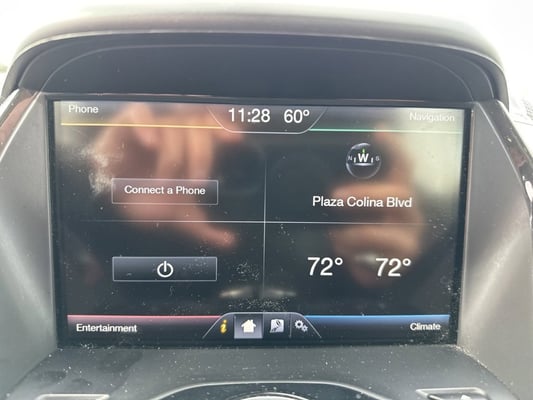 Phone
11:28 60°
Navigation
N W S
Connect a Phone
Plaza Colina Blvd
72° 72°
Entertainment
i
Climate